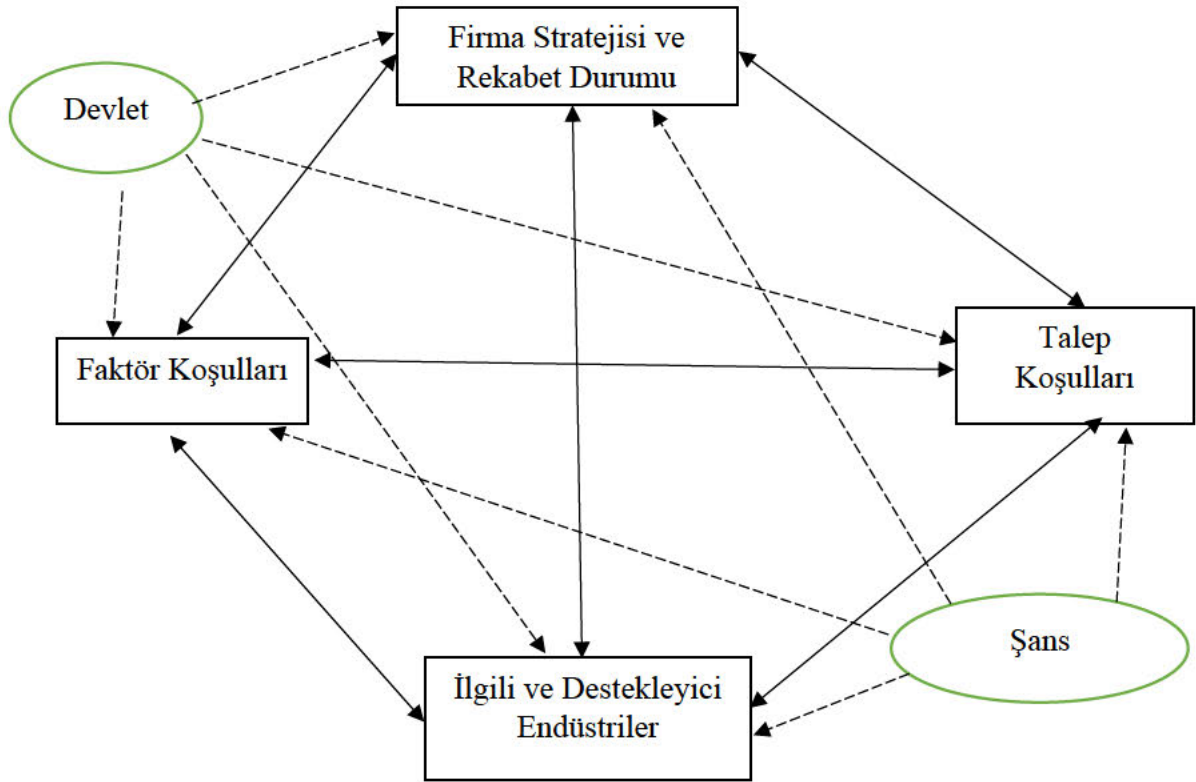 Firma Stratejisi ve
Rekabet Durumu
Devlet
Faktör Koşulları
Talep
Koşulları
Şans
İlgili ve Destekleyici
Endüstriler